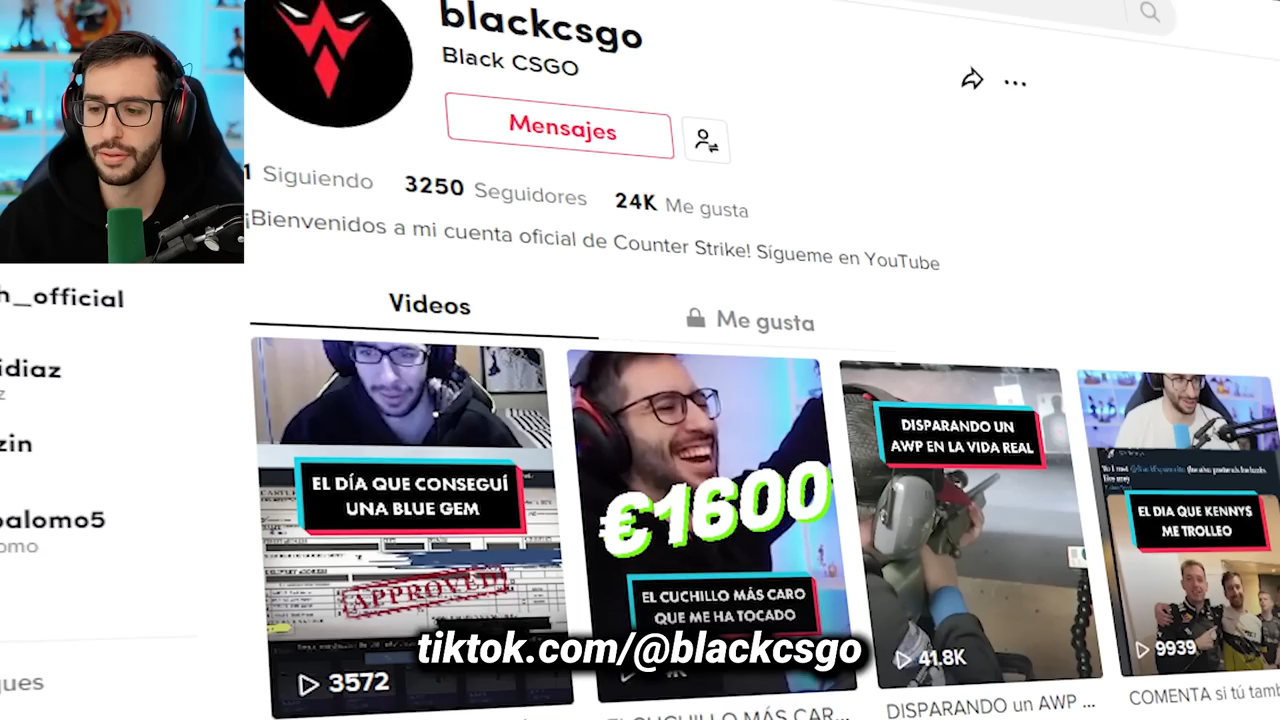 blackcsgo
Black CSGO
Mensajes
1 Siguiendo 3250 Seguidores 24K Me gusta
¡Bienvenidos a mi cuenta oficial de Counter Strike! Sígueme en YouTube
h_official
idiaz
z
zin
palomo5
omo
gues
Videos
Me gusta
EL DÍA QUE CONSEGUÍ
UNA BLUE GEM
APPROVED
3572
€1600
EL CUCHILLO MÁS CARO
QUE ME HA TOCADO
EL CUCHILLO MÁS CAR...
DISPARANDO UN
AWP EN LA VIDA REAL
41.8K
DISPARANDO un AWP ...
EL DIA QUE KENNYS
ME TROLLEO
9939
COMENTA si tú tamb
tiktok.com/@blackcsgo